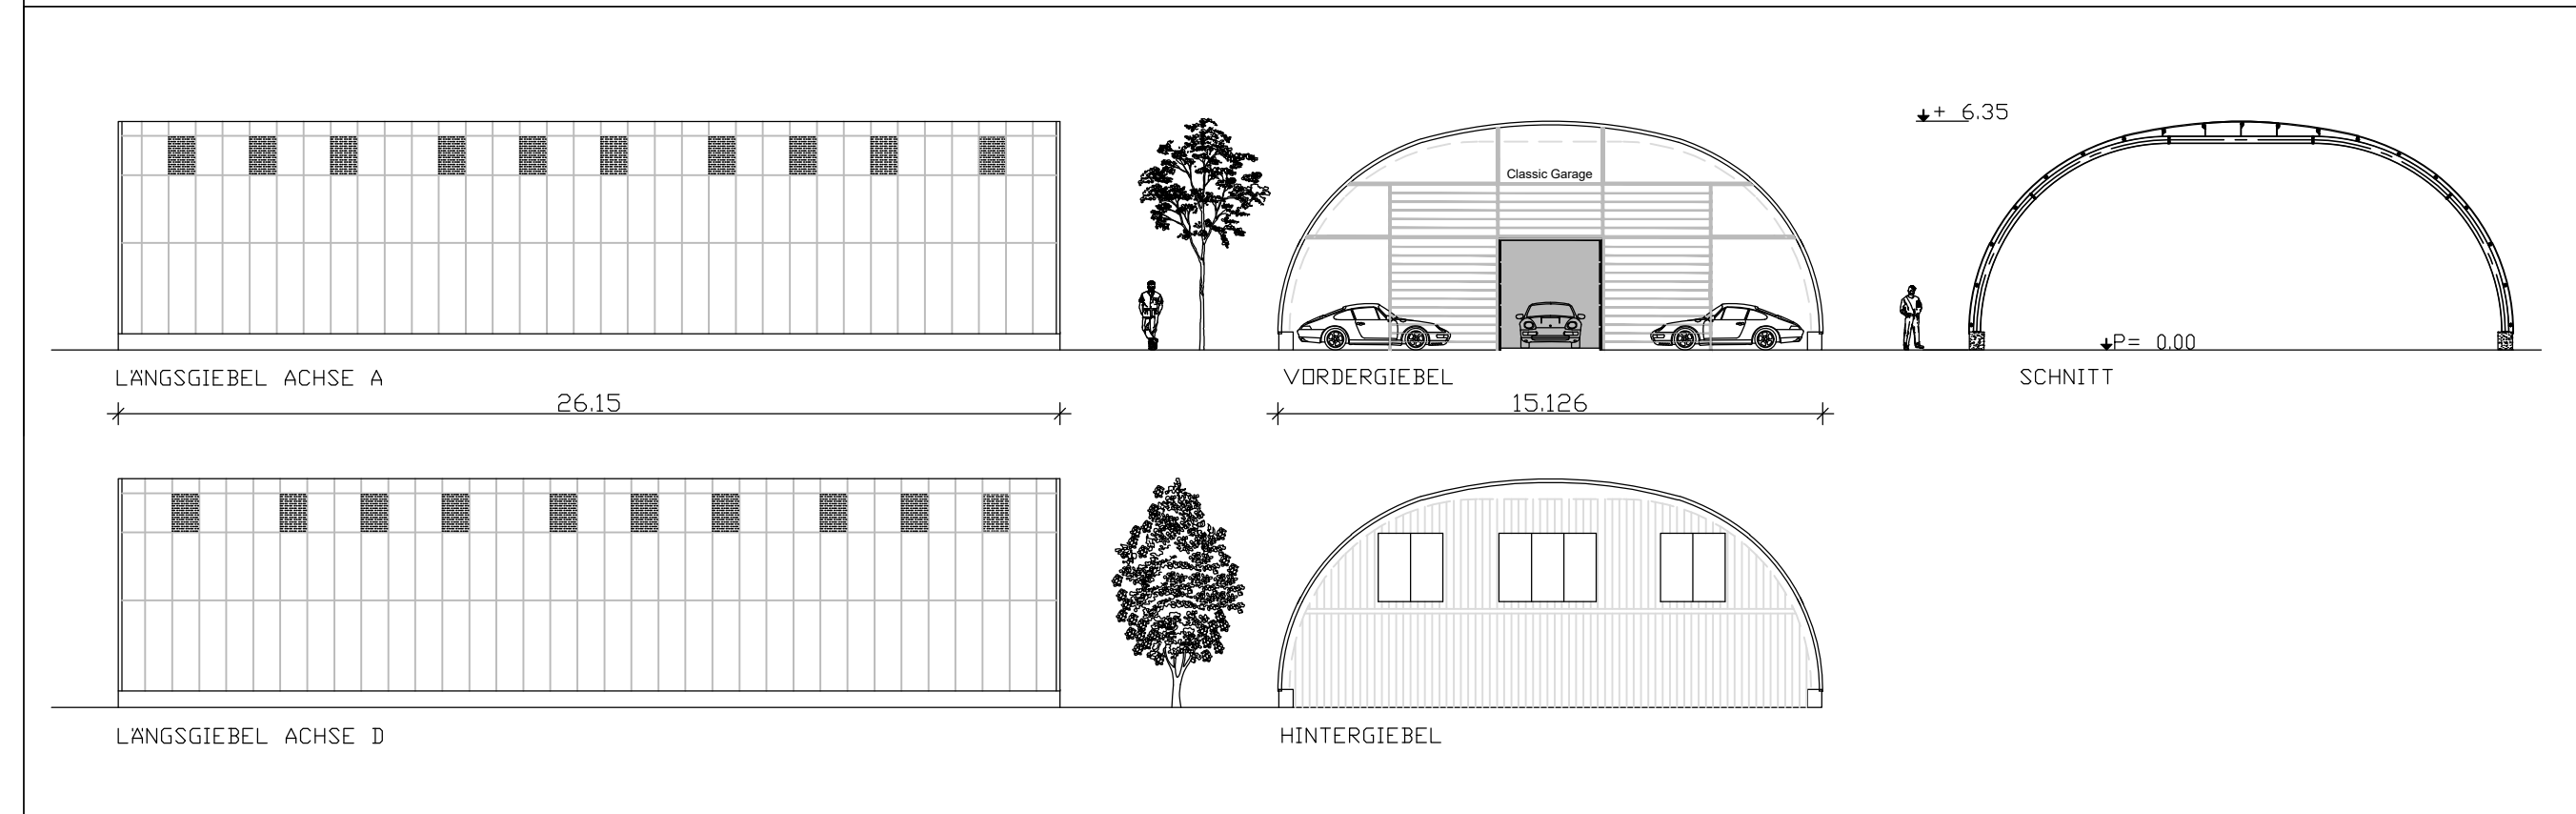 + 6.35
Classic Garage
P= 0.00
LÄNGSGIEBEL ACHSE A
VORDERGIEBEL
SCHNITT
26.15
15.126
LÄNGSGIEBEL ACHSE D
HINTERGIEBEL